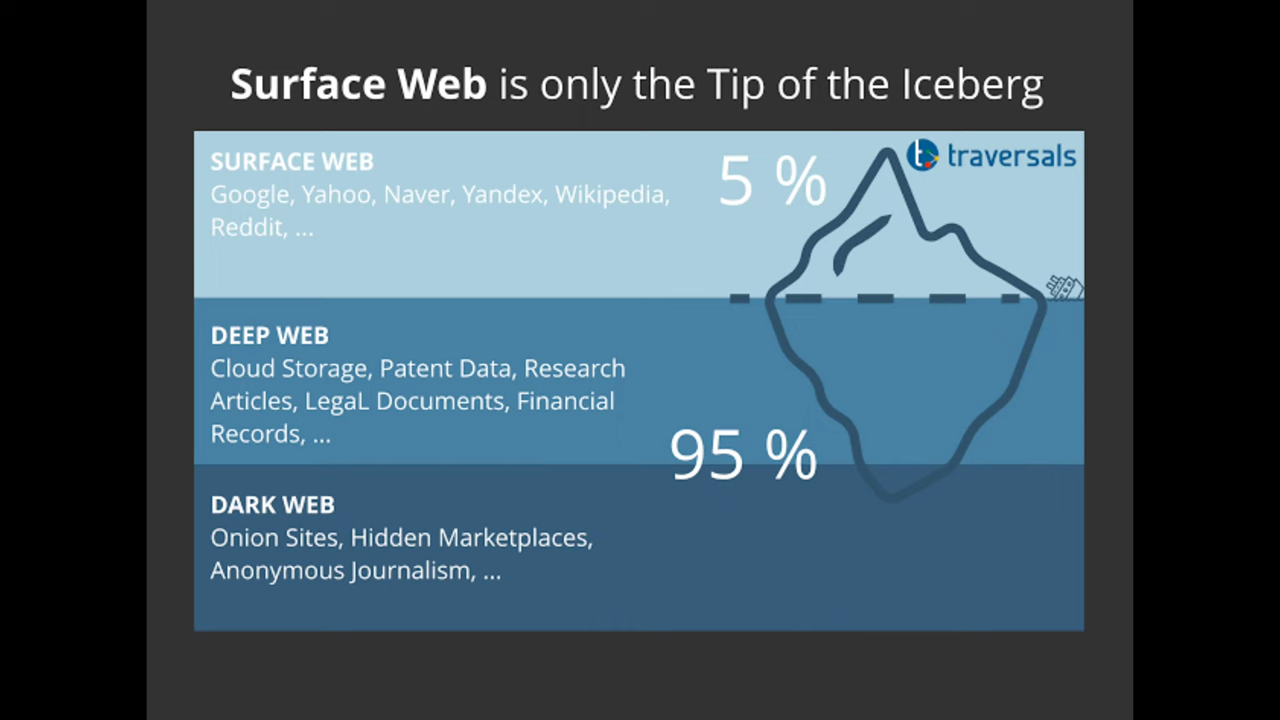 Surface Web is only the Tip of the Iceberg
SURFACE WEB
Google, Yahoo, Naver, Yandex, Wikipedia,
Reddit, ...
5 %
traversals
DEEP WEB
Cloud Storage, Patent Data, Research
Articles, LegaL Documents, Financial
Records, ...
95 %
DARK WEB
Onion Sites, Hidden Marketplaces,
Anonymous Journalism, ...